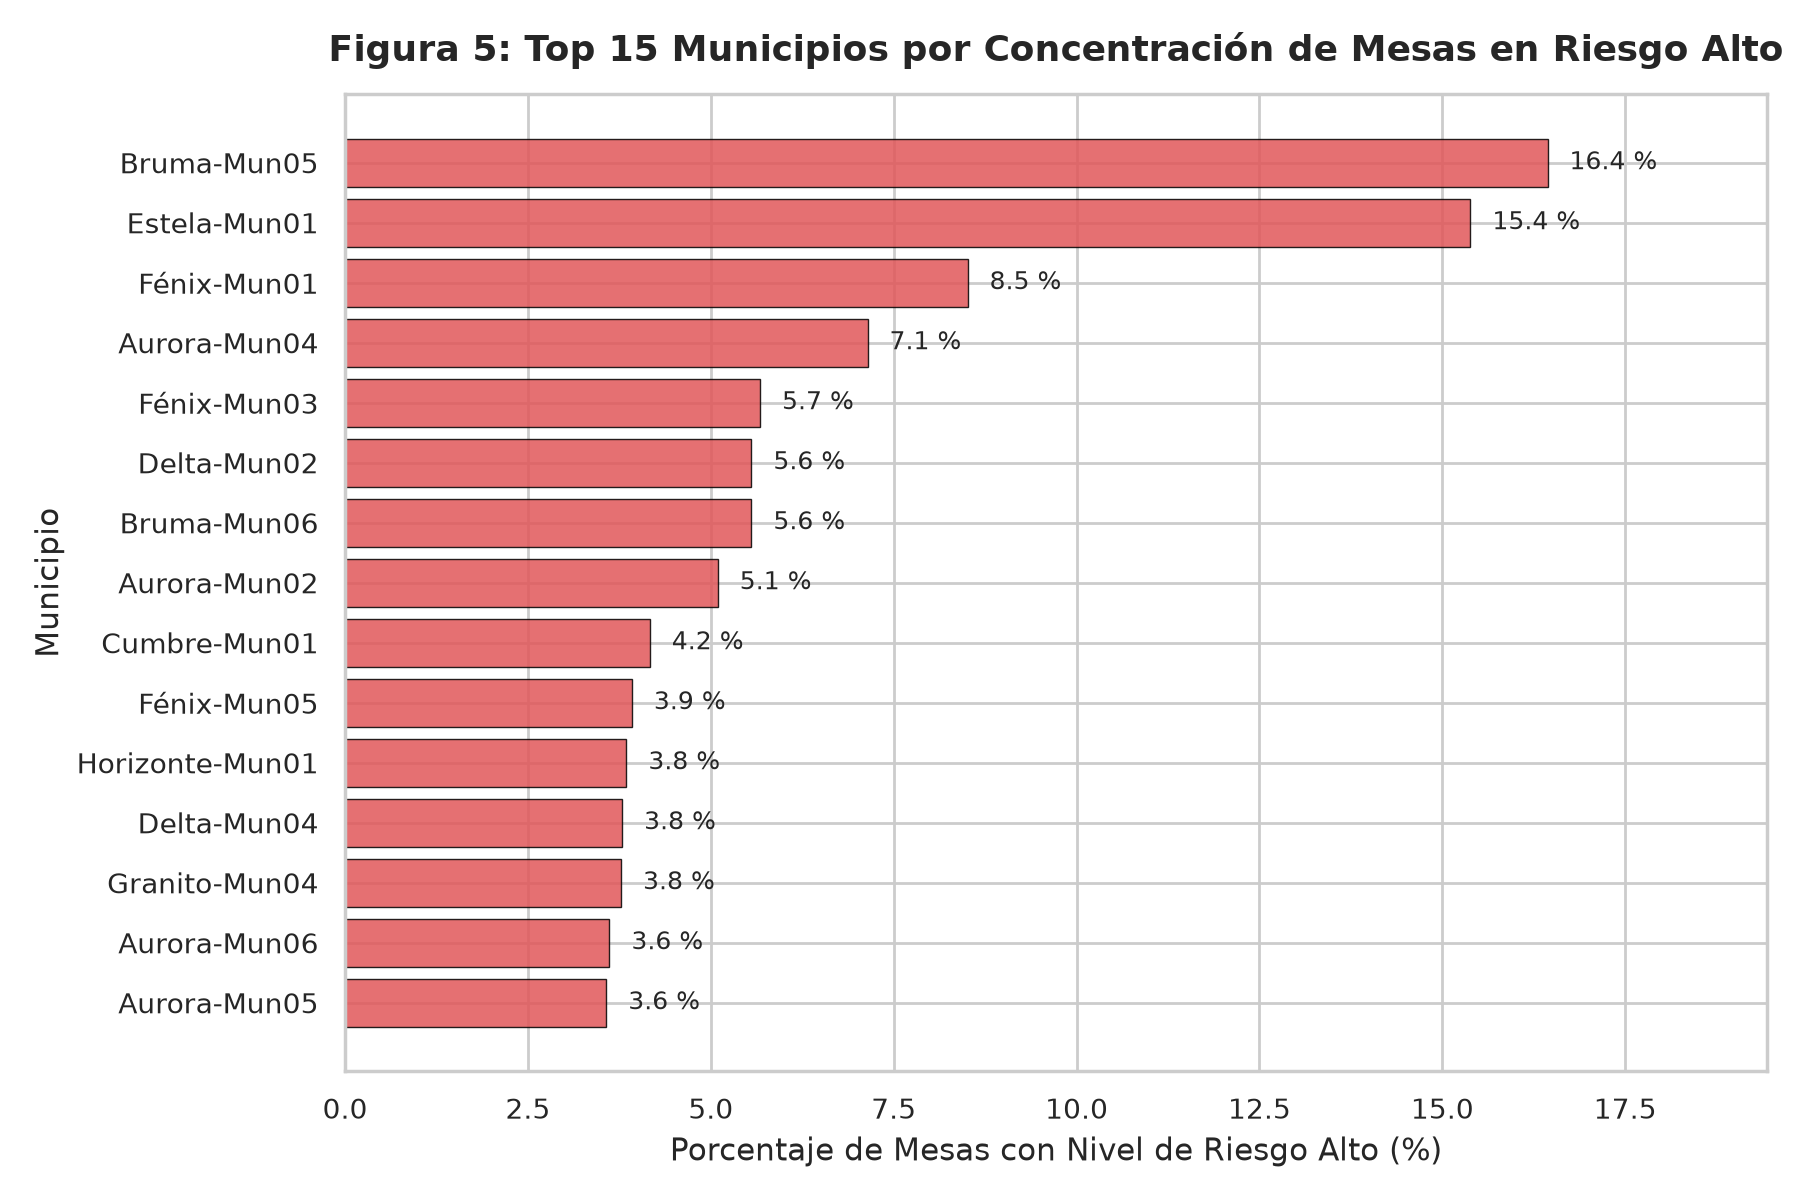 Figura 5: Top 15 Municipios por Concentración de Mesas en Riesgo Alto
Municipio
Bruma-Mun05 16.4 %
Estela-Mun01 15.4 %
Fénix-Mun01 8.5 %
Aurora-Mun04 7.1 %
Fénix-Mun03 5.7 %
Delta-Mun02 5.6 %
Bruma-Mun06 5.6 %
Aurora-Mun02 5.1 %
Cumbre-Mun01 4.2 %
Fénix-Mun05 3.9 %
Horizonte-Mun01 3.8 %
Delta-Mun04 3.8 %
Granito-Mun04 3.8 %
Aurora-Mun06 3.6 %
Aurora-Mun05 3.6 %
0.0 2.5 5.0 7.5 10.0 12.5 15.0 17.5
Porcentaje de Mesas con Nivel de Riesgo Alto (%)